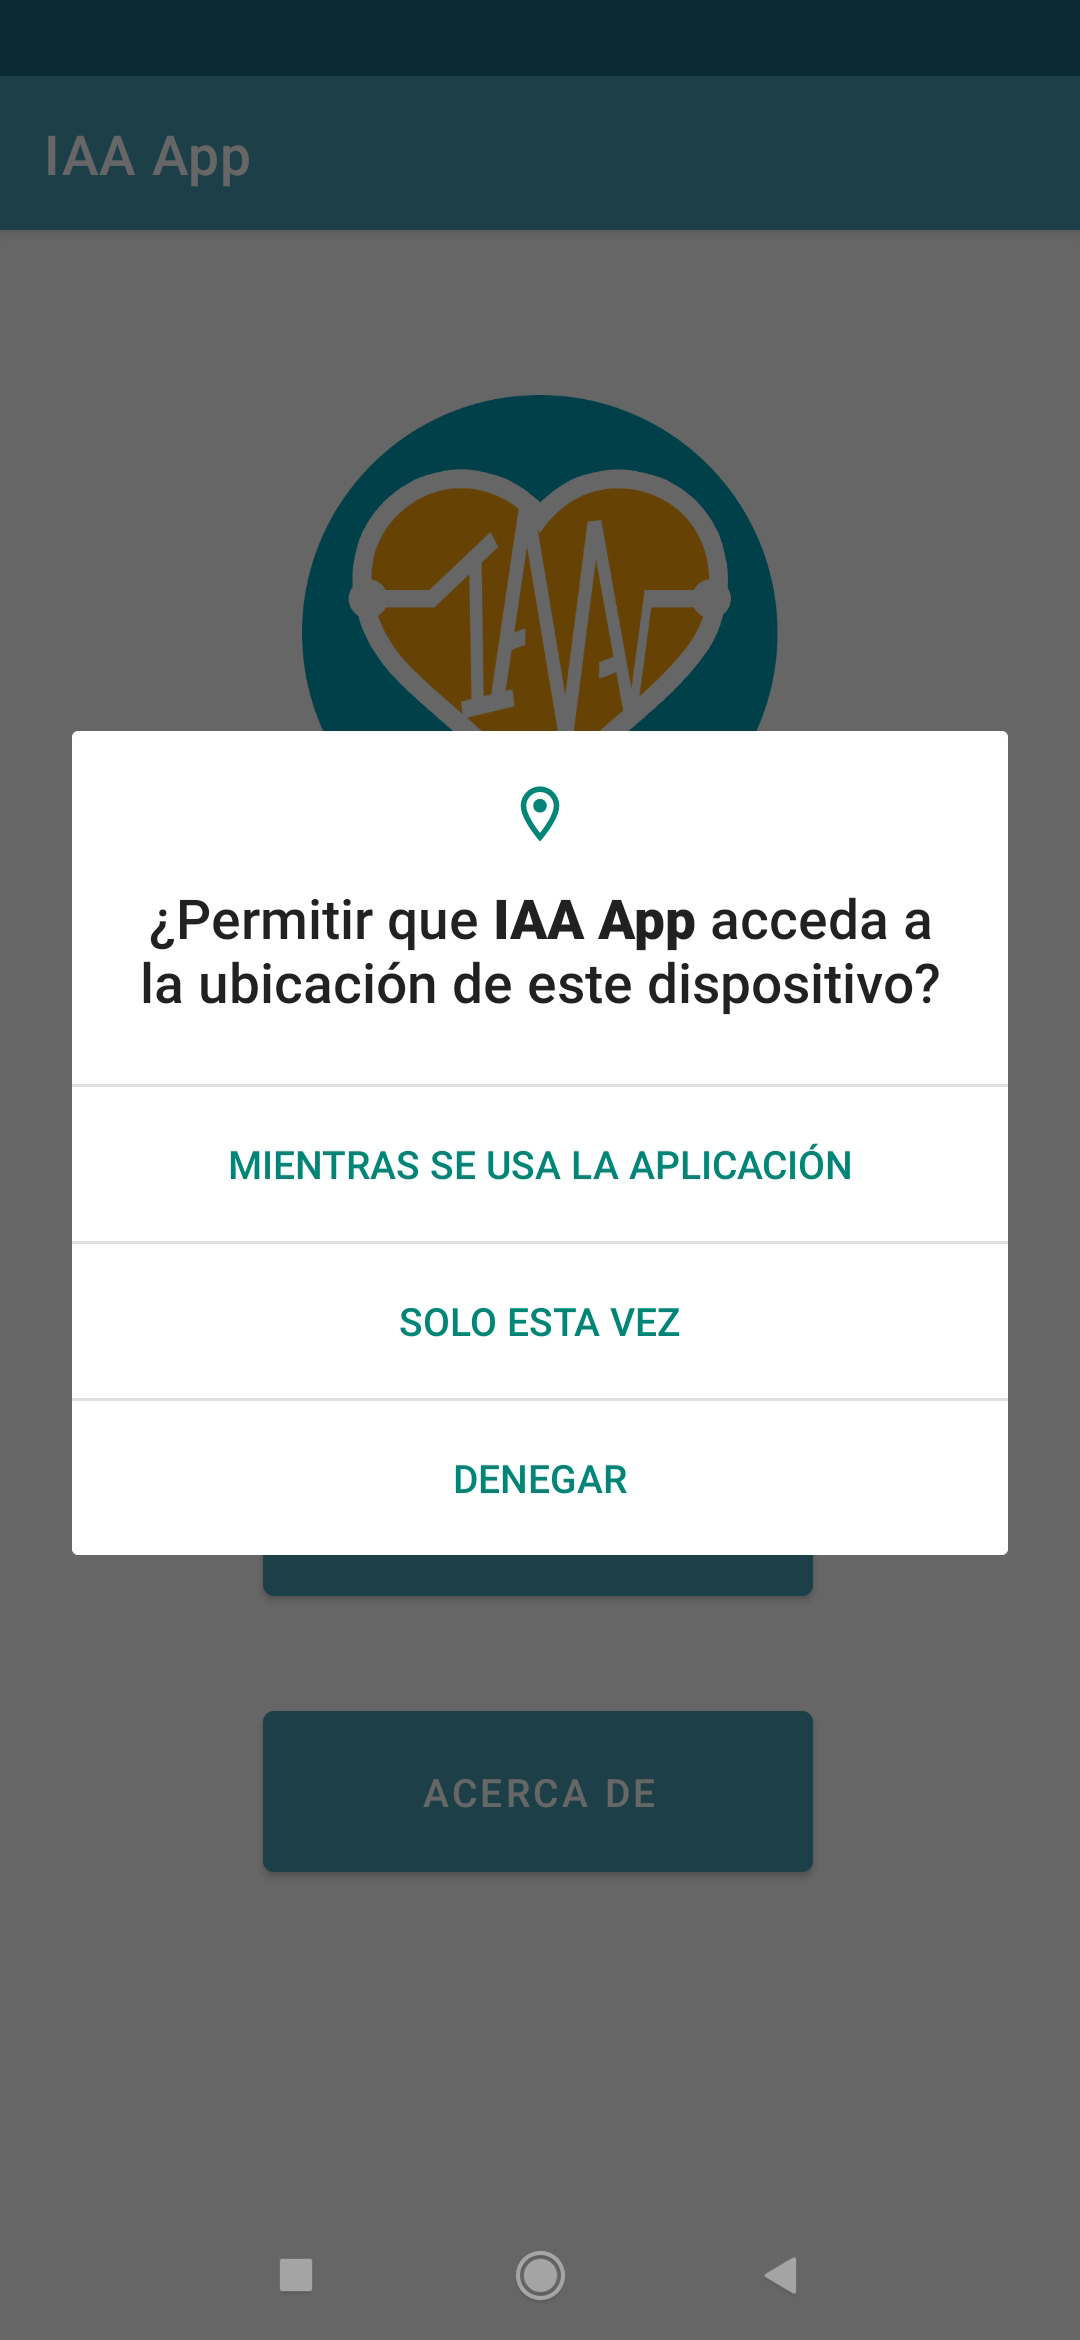 IAA App
IAA
¿Permitir que IAA App acceda a
la ubicación de este dispositivo?
MIENTRAS SE USA LA APLICACIÓN
SOLO ESTA VEZ
DENEGAR
ACERCA DE